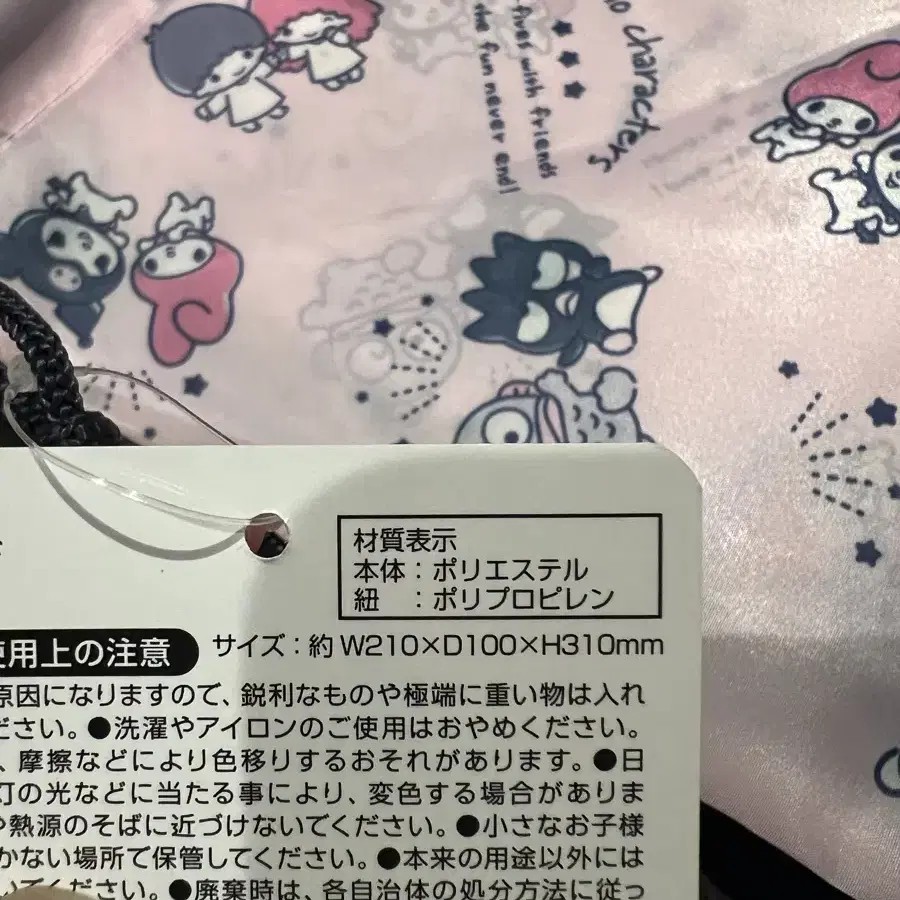 characters
fives with friends
the fun never end!
材質表示
本体：ポリエステル
紐　：ポリプロピレン
使用上の注意
サイズ：約 W210×D100×H310mm
原因になりますので、鋭利なものや極端に重い物は入れ
ださい。●洗濯やアイロンのご使用はおやめください。
、摩擦などにより色移りするおそれがあります。●日
灯の光などに当たる事により、変色する場合がありま
や熱源のそばに近づけないでください。●小さなお子様
かない場所で保管してください。●本来の用途以外には
いでください。●廃棄時は、各自治体の処分方法に従っ